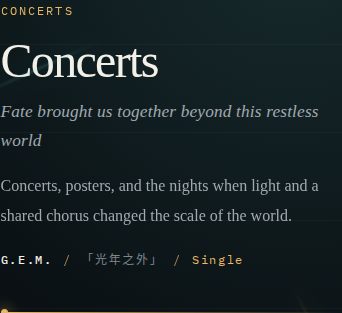 CONCERTS
Concerts
Fate brought us together beyond this restless
world
Concerts, posters, and the nights when light and a
shared chorus changed the scale of the world.
G.E.M. / 「光年之外」 / Single